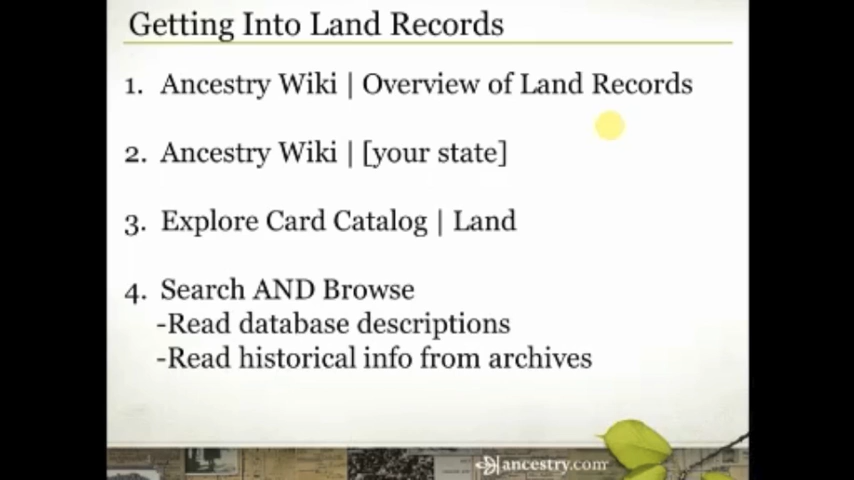 Getting Into Land Records
1. Ancestry Wiki | Overview of Land Records
2. Ancestry Wiki | [your state]
3. Explore Card Catalog | Land
4. Search AND Browse
-Read database descriptions
-Read historical info from archives
ancestry.com